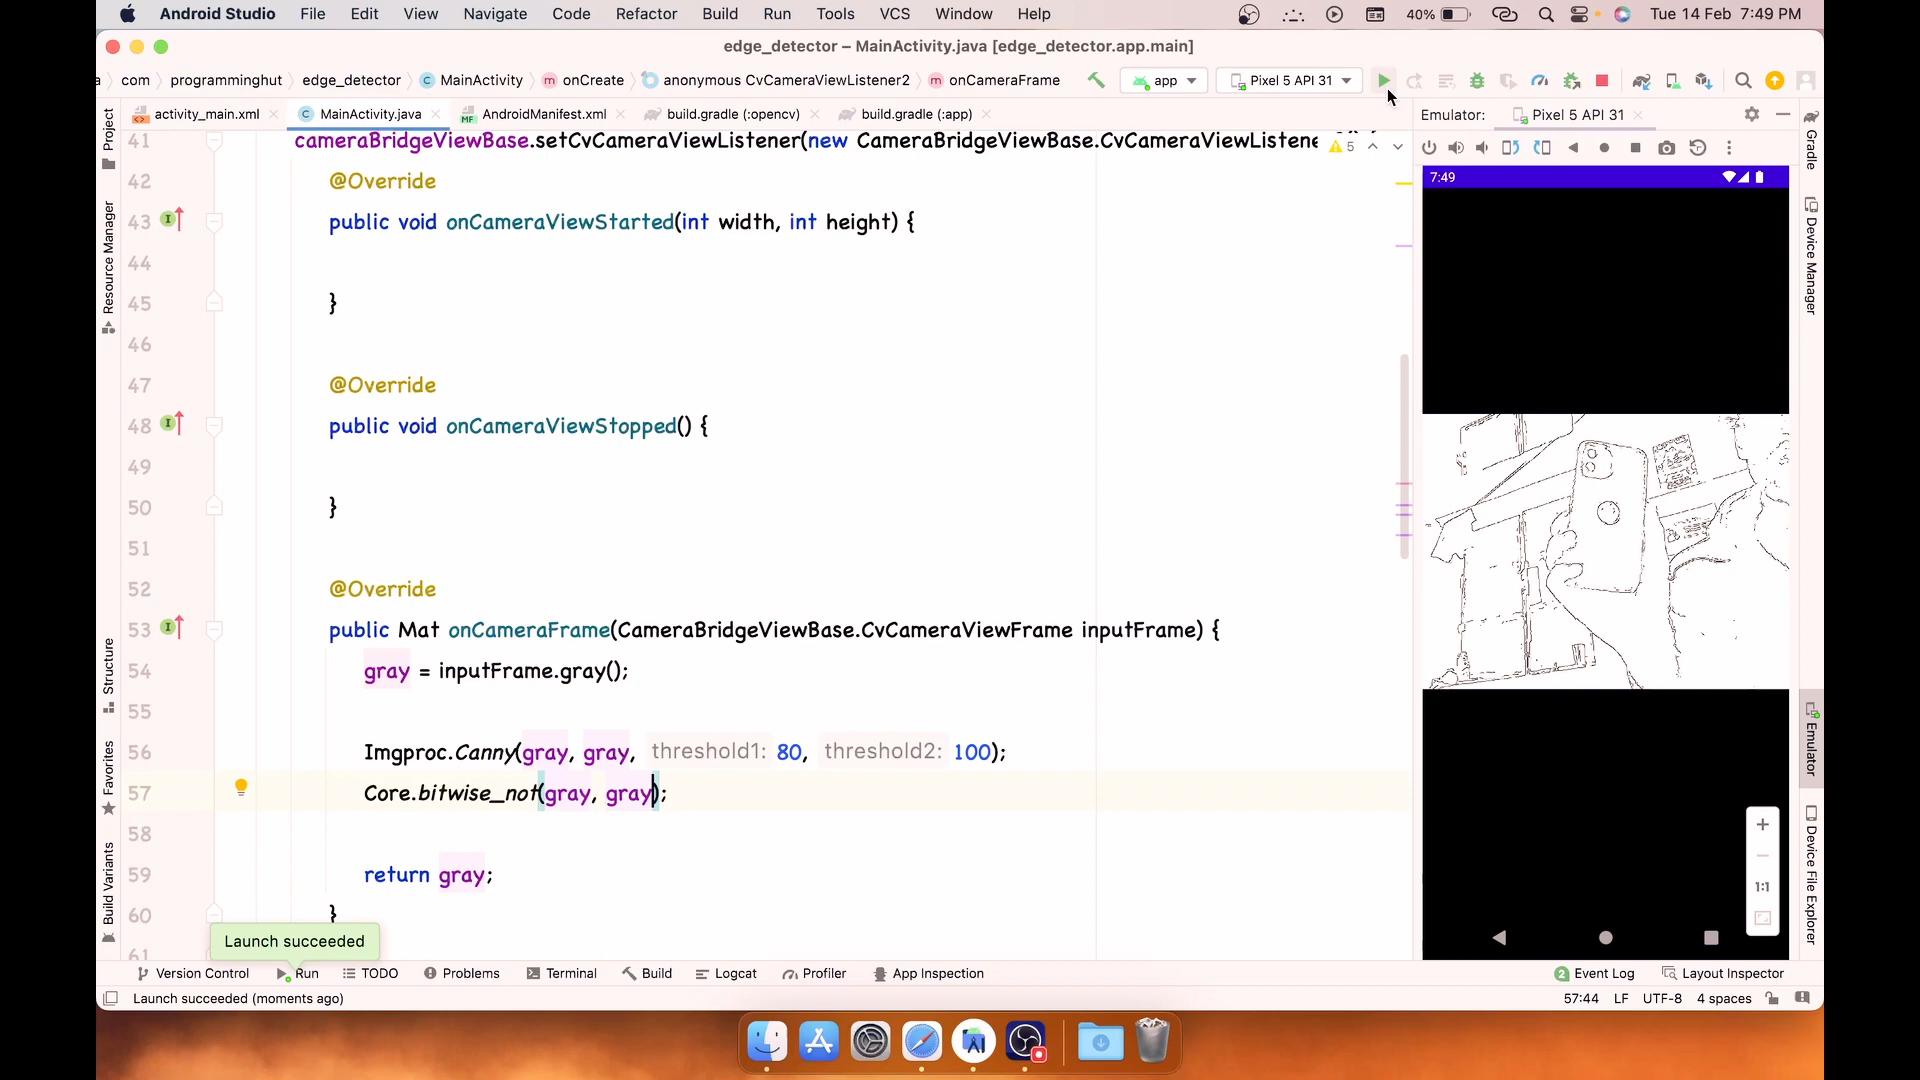 Android Studio File Edit View Navigate Code Refactor Build Run Tools VCS Window Help 40% Tue 14 Feb 7:49 PM
edge_detector – MainActivity.java [edge_detector.app.main]
a com programminghut edge_detector C MainActivity m onCreate anonymous CvCameraViewListener2 m onCameraFrame app Pixel 5 API 31
activity_main.xml C MainActivity.java MF AndroidManifest.xml build.gradle (:opencv) build.gradle (:app) Emulator: Pixel 5 API 31
41 cameraBridgeViewBase.setCvCameraViewListener(new CameraBridgeViewBase.CvCameraViewListene 5
42 @Override
43 public void onCameraViewStarted(int width, int height) {
44
45 }
46
47 @Override
48 public void onCameraViewStopped() {
49
50 }
51
52 @Override
53 public Mat onCameraFrame(CameraBridgeViewBase.CvCameraViewFrame inputFrame) {
54 gray = inputFrame.gray();
55
56 Imgproc.Canny(gray, gray, threshold1: 80, threshold2: 100);
57 Core.bitwise_not(gray, gray);
58
59 return gray;
60 }
61
7:49
1:1
Project
Resource Manager
Structure
Favorites
Build Variants
Gradle
Device Manager
Emulator
Device File Explorer
Launch succeeded
Version Control Run TODO Problems Terminal Build Logcat Profiler App Inspection 2 Event Log Layout Inspector
Launch succeeded (moments ago) 57:44 LF UTF-8 4 spaces